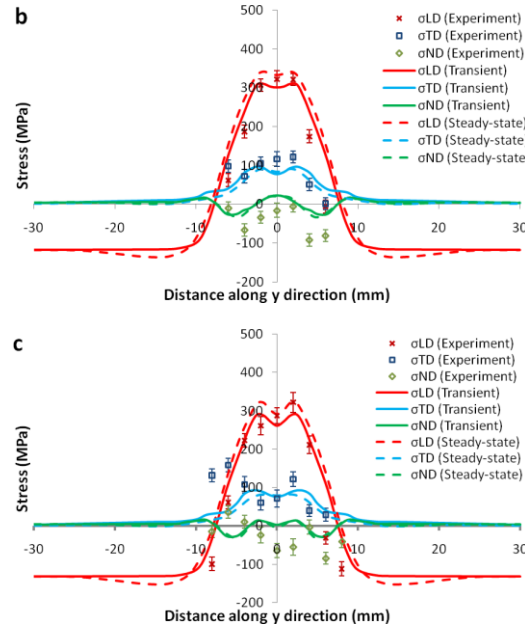 b
500
400
300
200
100
0
-100
-200
-30
-20
-10
0
10
20
30
Stress (MPa)
Distance along y direction (mm)
σLD (Experiment)
σTD (Experiment)
σND (Experiment)
σLD (Transient)
σTD (Transient)
σND (Transient)
σLD (Steady-state)
σTD (Steady-state)
σND (Steady-state)
c
500
400
300
200
100
0
-100
-200
-30
-20
-10
0
10
20
30
Stress (MPa)
Distance along y direction (mm)
σLD (Experiment)
σTD (Experiment)
σND (Experiment)
σLD (Transient)
σTD (Transient)
σND (Transient)
σLD (Steady-state)
σTD (Steady-state)
σND (Steady-state)